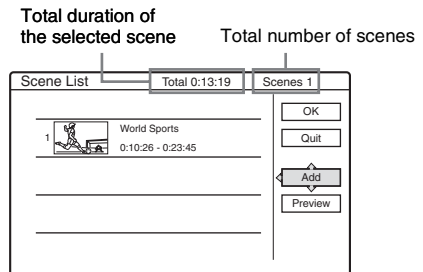 Total duration of
the selected scene
Total number of scenes
Scene List
Total 0:13:19
Scenes 1
OK
1
World Sports
0:10:26 - 0:23:45
Quit
Add
Preview